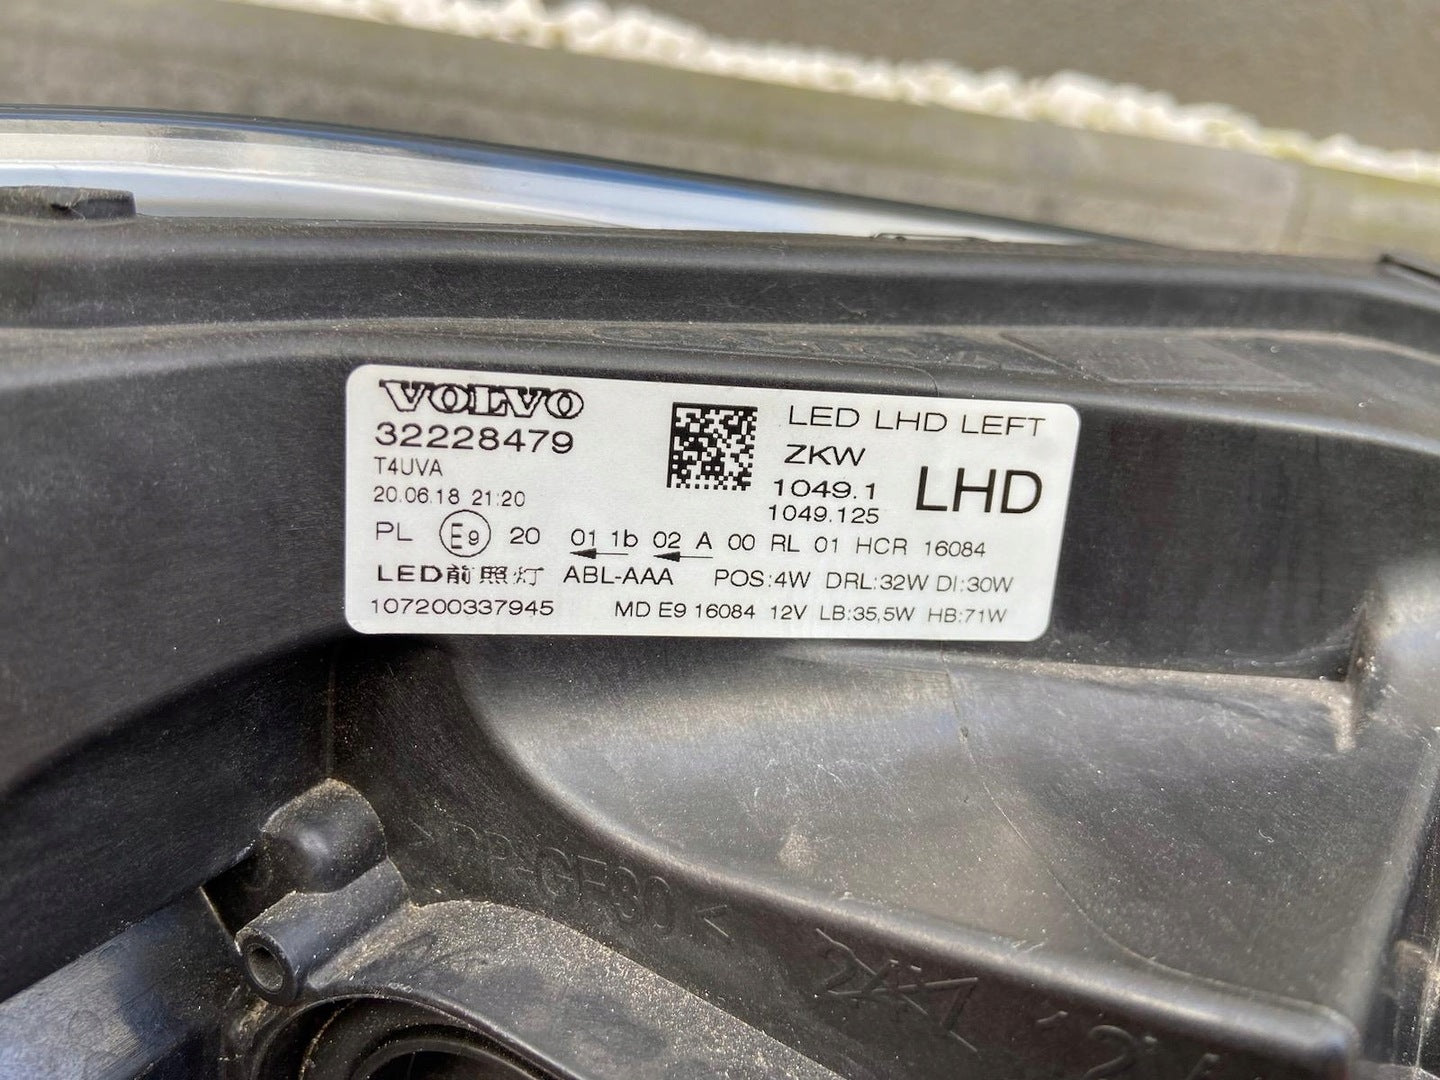 VOLVO
32228479
T4UVA
20.06.18 21:20
LED LHD LEFT
ZKW
1049.1
1049.125
LHD
PL E9 20 01 1b 02 A 00 RL 01 HCR 16084
LED前照灯 ABL-AAA POS:4W DRL:32W DI:30W
107200337945 MD E9 16084 12V LB:35,5W HB:71W
>PP-GF30<